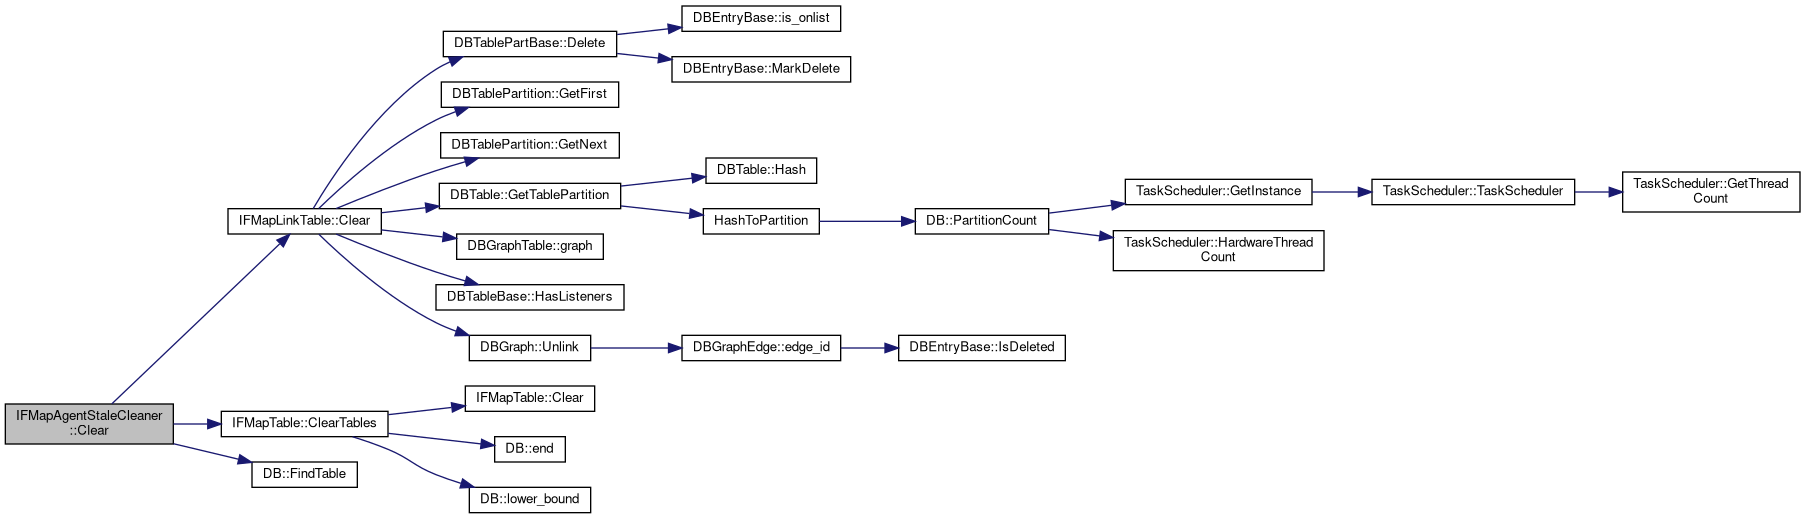 DBEntryBase::is_onlist
DBTablePartBase::Delete
DBEntryBase::MarkDelete
DBTablePartition::GetFirst
DBTablePartition::GetNext
DBTable::Hash
DBTable::GetTablePartition
TaskScheduler::GetInstance
TaskScheduler::TaskScheduler
TaskScheduler::GetThread
Count
IFMapLinkTable::Clear
HashToPartition
DB::PartitionCount
DBGraphTable::graph
TaskScheduler::HardwareThread
Count
DBTableBase::HasListeners
DBGraph::Unlink
DBGraphEdge::edge_id
DBEntryBase::IsDeleted
IFMapTable::Clear
IFMapAgentStaleCleaner
::Clear
IFMapTable::ClearTables
DB::end
DB::FindTable
DB::lower_bound